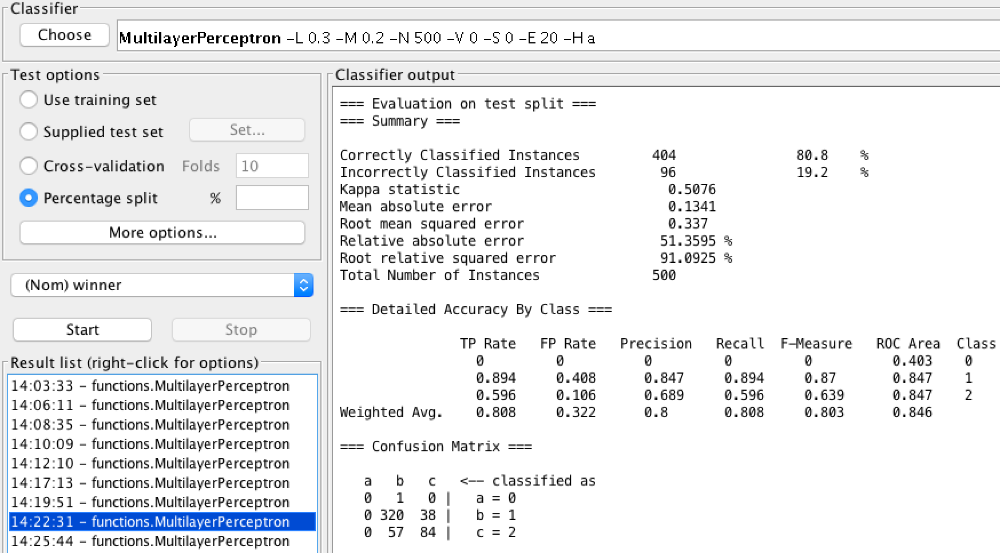 Classifier
Choose
MultilayerPerceptron -L 0.3 -M 0.2 -N 500 -V 0 -S 0 -E 20 -H a
Test options
Use training set
Supplied test set Set...
Cross-validation Folds 10
Percentage split %
More options...
(Nom) winner
Start Stop
Result list (right-click for options)
14:03:33 - functions.MultilayerPerceptron
14:06:11 - functions.MultilayerPerceptron
14:08:35 - functions.MultilayerPerceptron
14:10:09 - functions.MultilayerPerceptron
14:12:10 - functions.MultilayerPerceptron
14:17:13 - functions.MultilayerPerceptron
14:19:51 - functions.MultilayerPerceptron
14:22:31 - functions.MultilayerPerceptron
14:25:44 - functions.MultilayerPerceptron
Classifier output
=== Evaluation on test split ===
=== Summary ===
Correctly Classified Instances 404 80.8 %
Incorrectly Classified Instances 96 19.2 %
Kappa statistic 0.5076
Mean absolute error 0.1341
Root mean squared error 0.337
Relative absolute error 51.3595 %
Root relative squared error 91.0925 %
Total Number of Instances 500
=== Detailed Accuracy By Class ===
TP Rate FP Rate Precision Recall F-Measure ROC Area Class
0 0 0 0 0 0.403 0
0.894 0.408 0.847 0.894 0.87 0.847 1
0.596 0.106 0.689 0.596 0.639 0.847 2
Weighted Avg. 0.808 0.322 0.8 0.808 0.803 0.846
=== Confusion Matrix ===
a b c <-- classified as
0 1 0 | a = 0
0 320 38 | b = 1
0 57 84 | c = 2